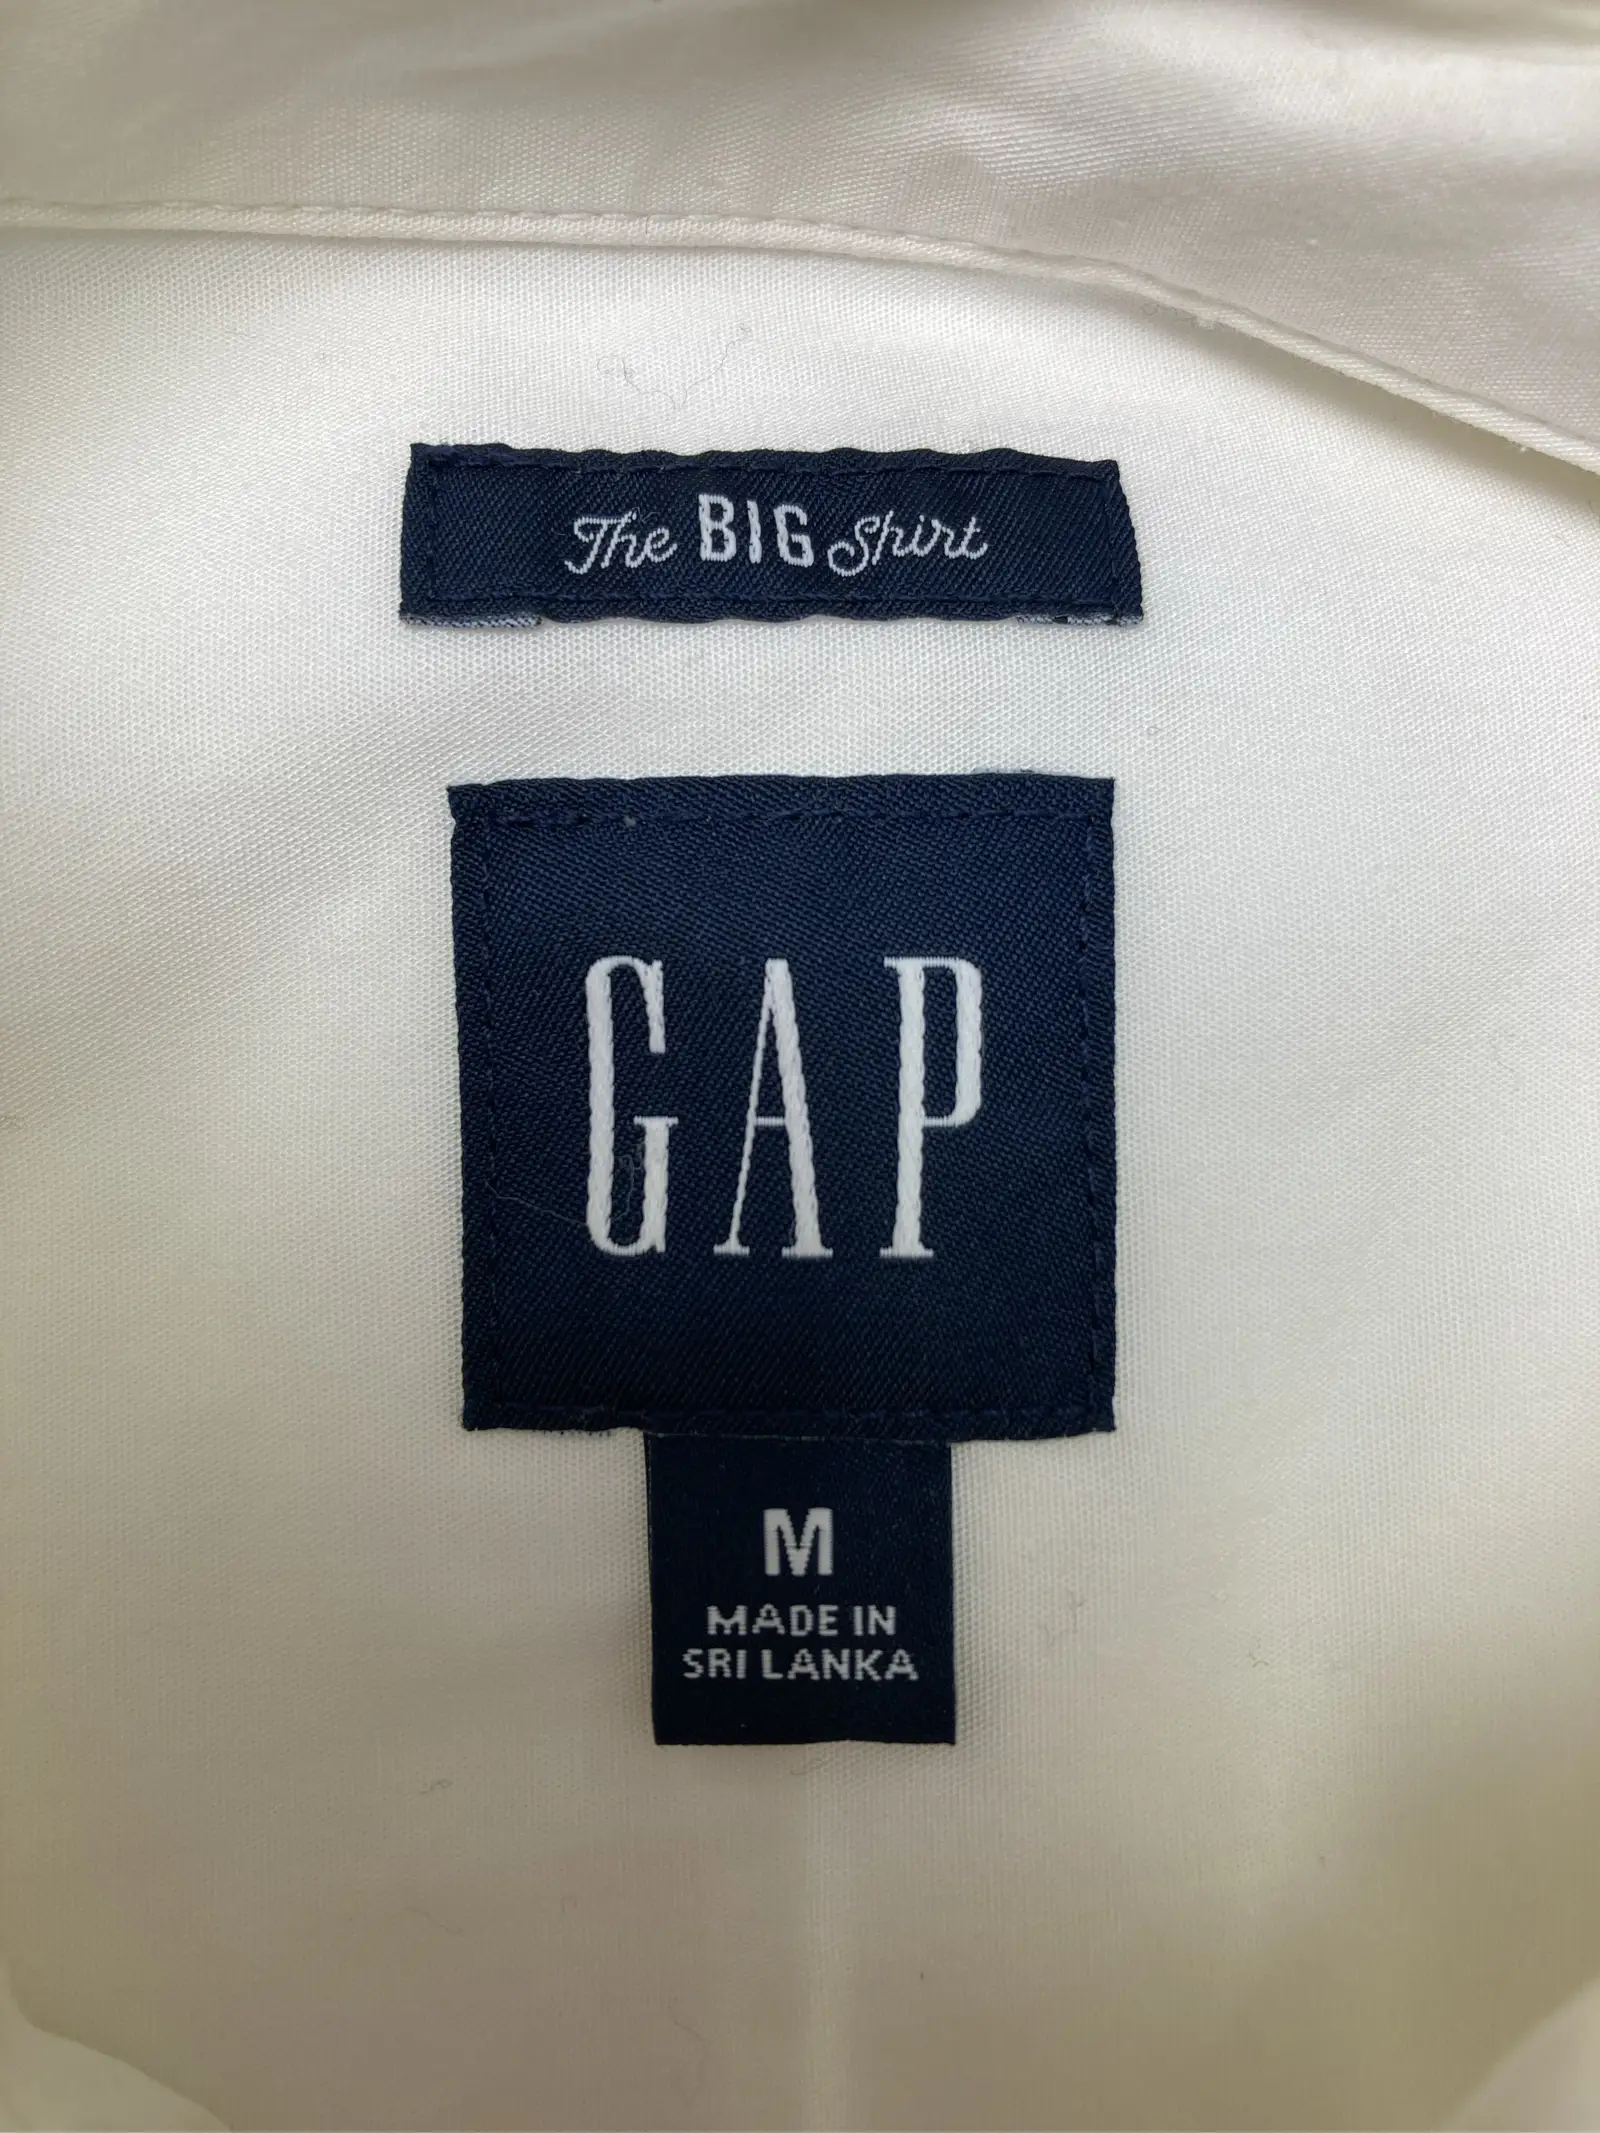 The BIG Shirt
GAP
M
MADE IN
SRI LANKA